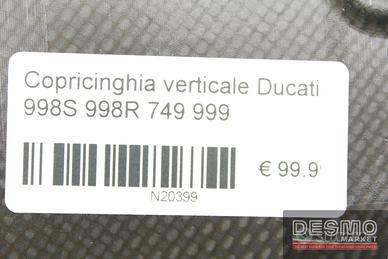 Copricinghia verticale Ducati
998S 998R 749 999
€ 99.9
N20399
DESMO
MARKET